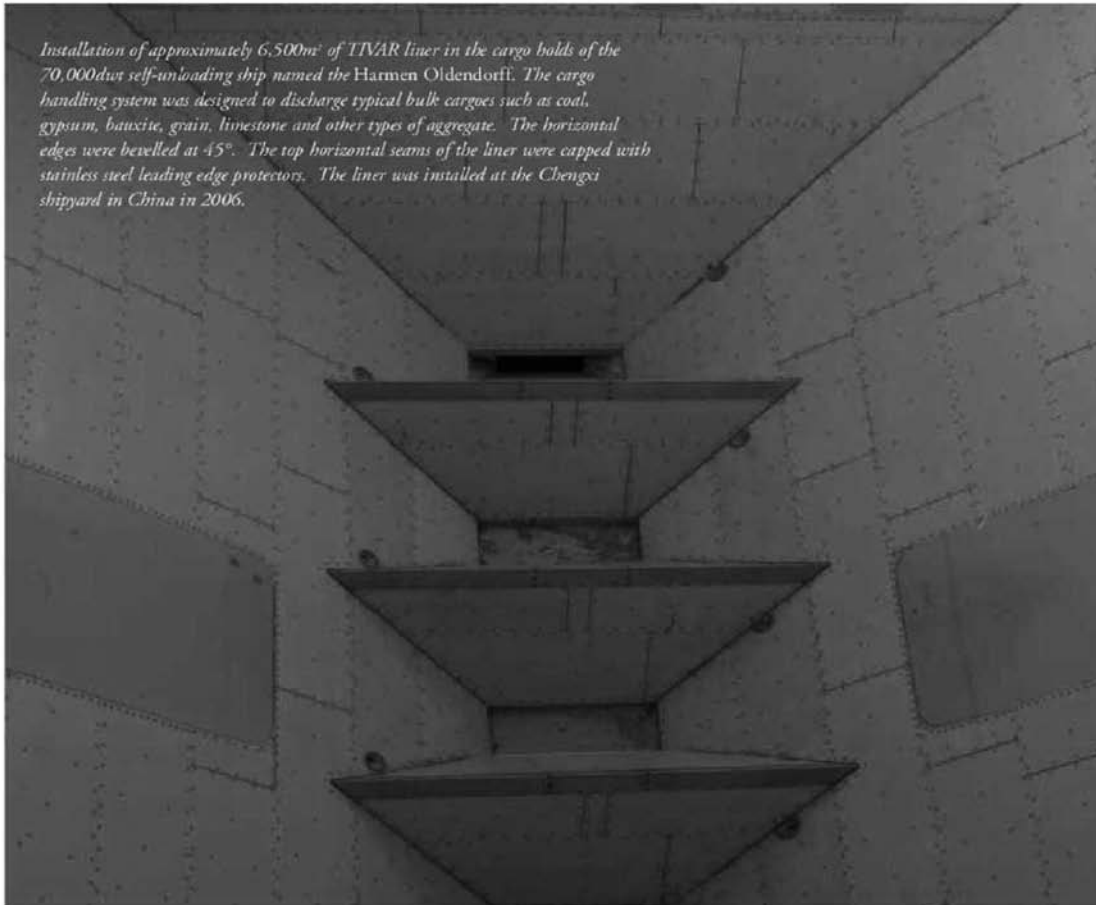 Installation of approximately 6,500m² of TIVAR liner in the cargo holds of the
70,000dwt self-unloading ship named the Harmen Oldendorff. The cargo
handling system was designed to discharge typical bulk cargoes such as coal,
gypsum, bauxite, grain, limestone and other types of aggregate. The horizontal
edges were bevelled at 45°. The top horizontal seams of the liner were capped with
stainless steel leading edge protectors. The liner was installed at the Chengxi
shipyard in China in 2006.